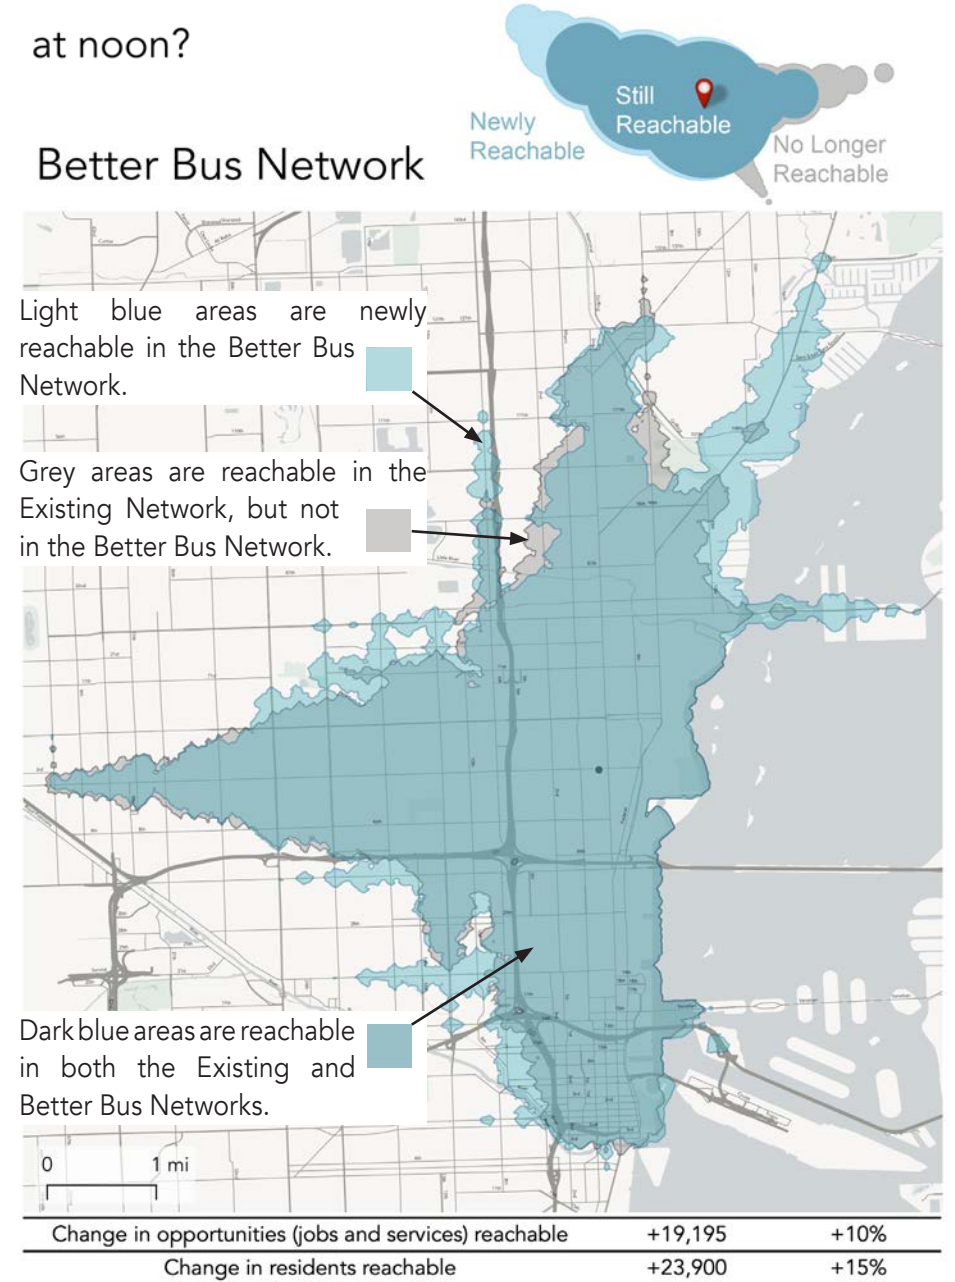 at noon?
Still
Reachable
Newly
Reachable
No Longer
Reachable
Better Bus Network
Light blue areas are newly
reachable in the Better Bus
Network.
Grey areas are reachable in the
Existing Network, but not
in the Better Bus Network.
Dark blue areas are reachable
in both the Existing and
Better Bus Networks.
0 1 mi
Change in opportunities (jobs and services) reachable +19,195 +10%
Change in residents reachable +23,900 +15%